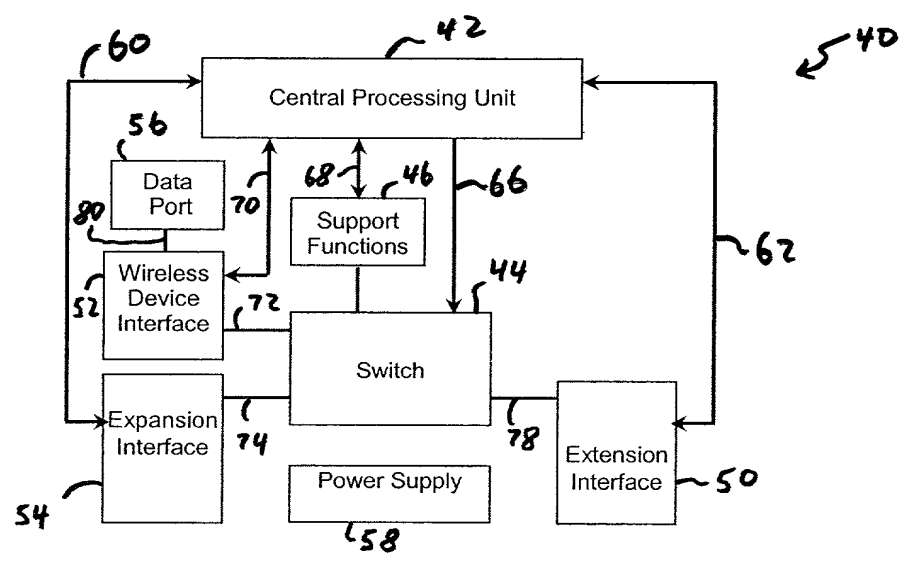 42
40
60
Central Processing Unit
56
Data
Port
70
68
46
66
80
Support
Functions
62
52
Wireless
Device
Interface
44
72
Switch
Expansion
Interface
74
78
Extension
Interface
50
54
Power Supply
58